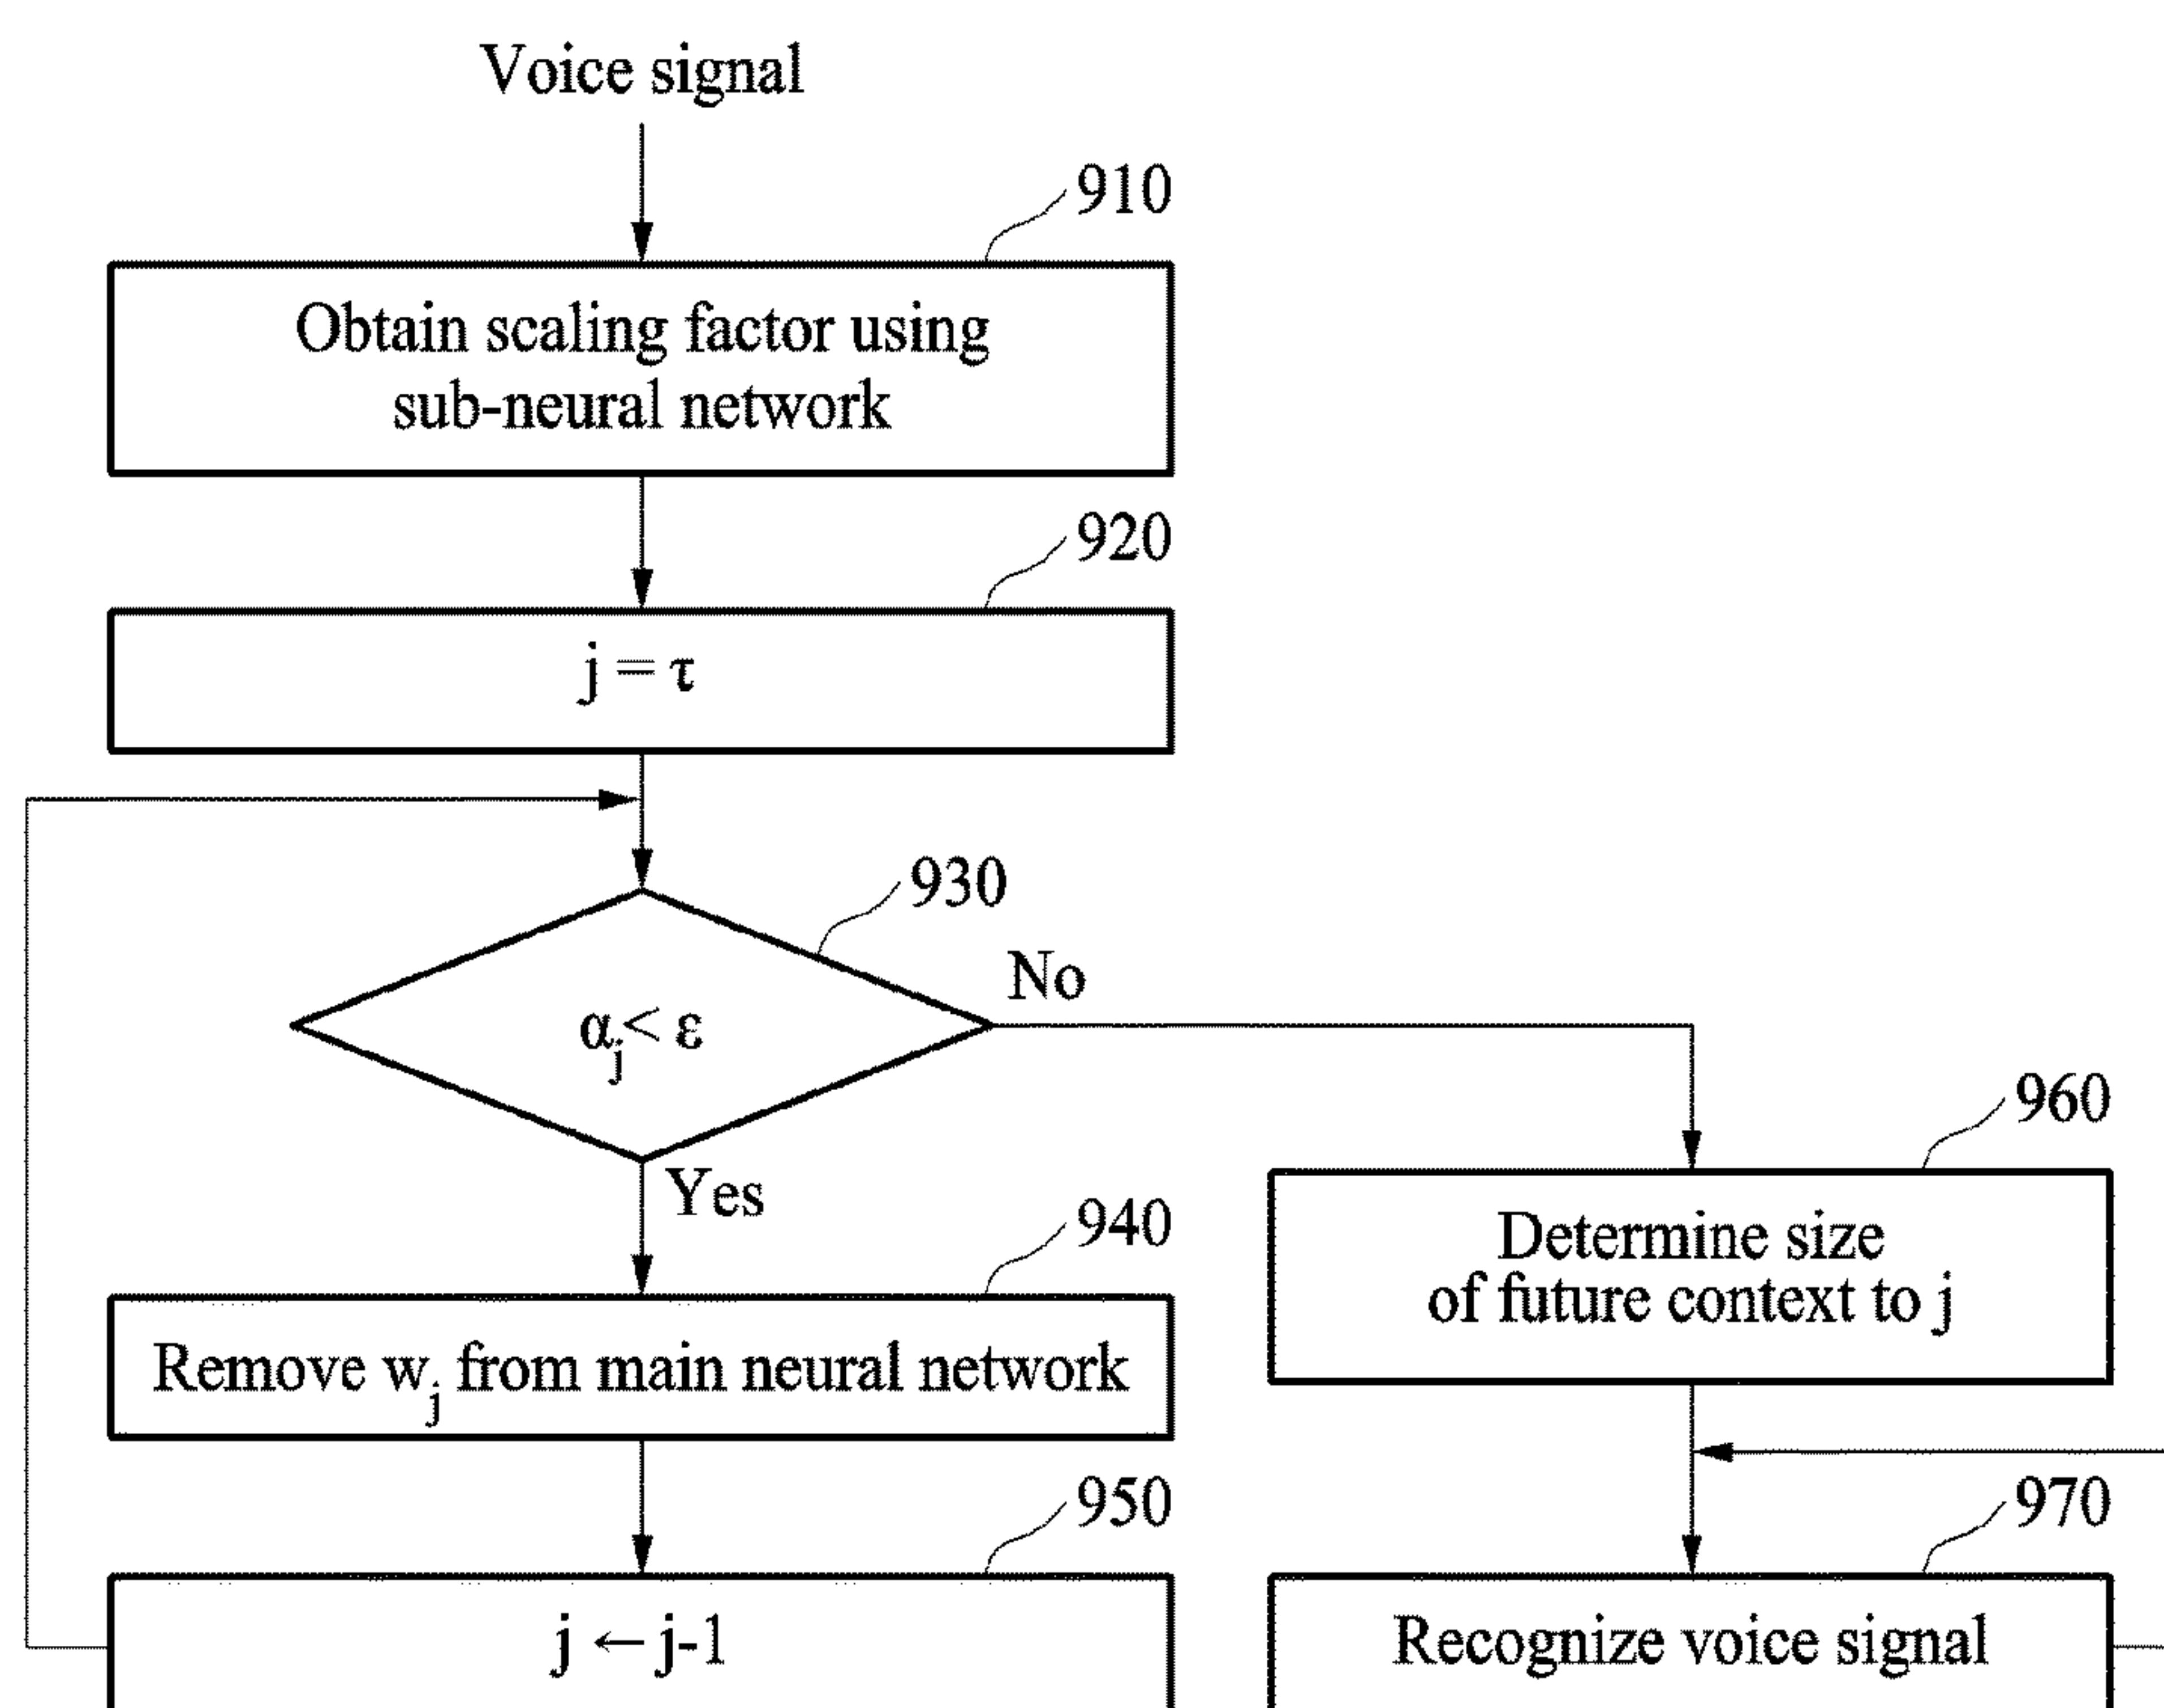 Voice signal
910
Obtain scaling factor using
sub-neural network
920
j = τ
930
αj < ε
No
Yes
940
Remove wj from main neural network
950
j ← j-1
960
Determine size
of future context to j
970
Recognize voice signal